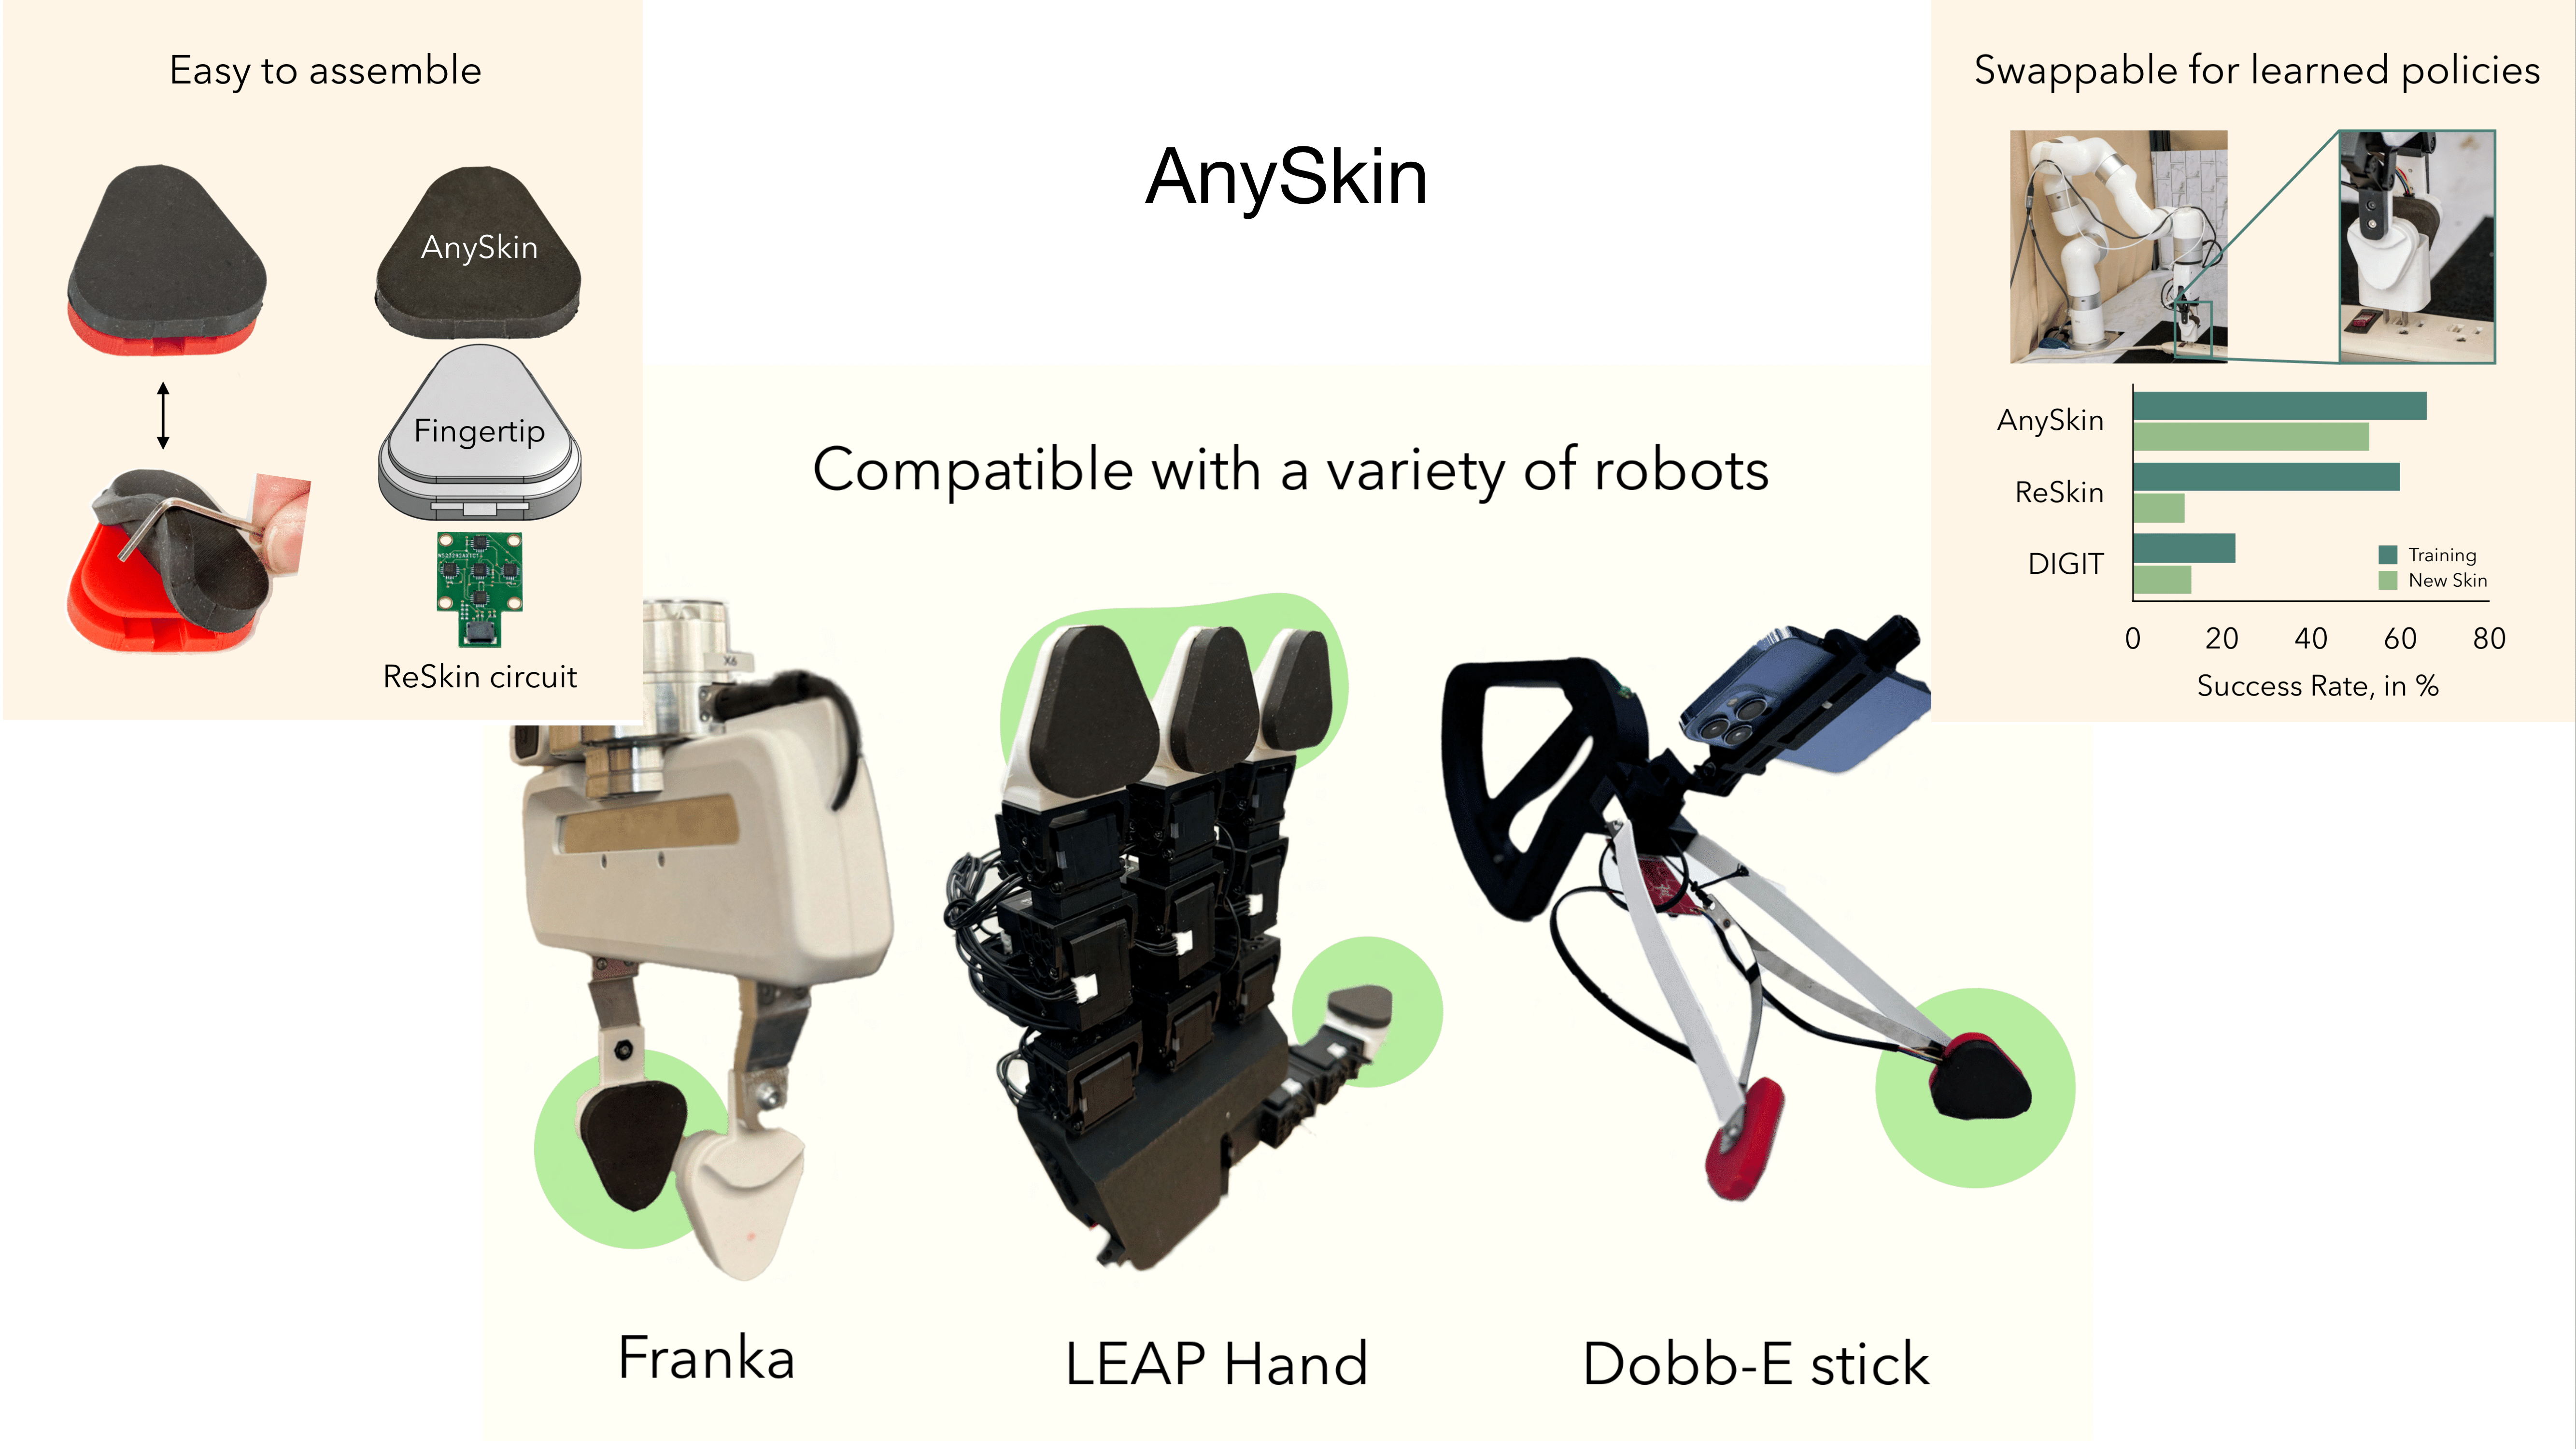 AnySkin
Easy to assemble
AnySkin
Fingertip
ReSkin circuit
Compatible with a variety of robots
X6
Franka
LEAP Hand
Dobb-E stick
Swappable for learned policies
AnySkin
ReSkin
DIGIT
Training
New Skin
0 20 40 60 80
Success Rate, in %